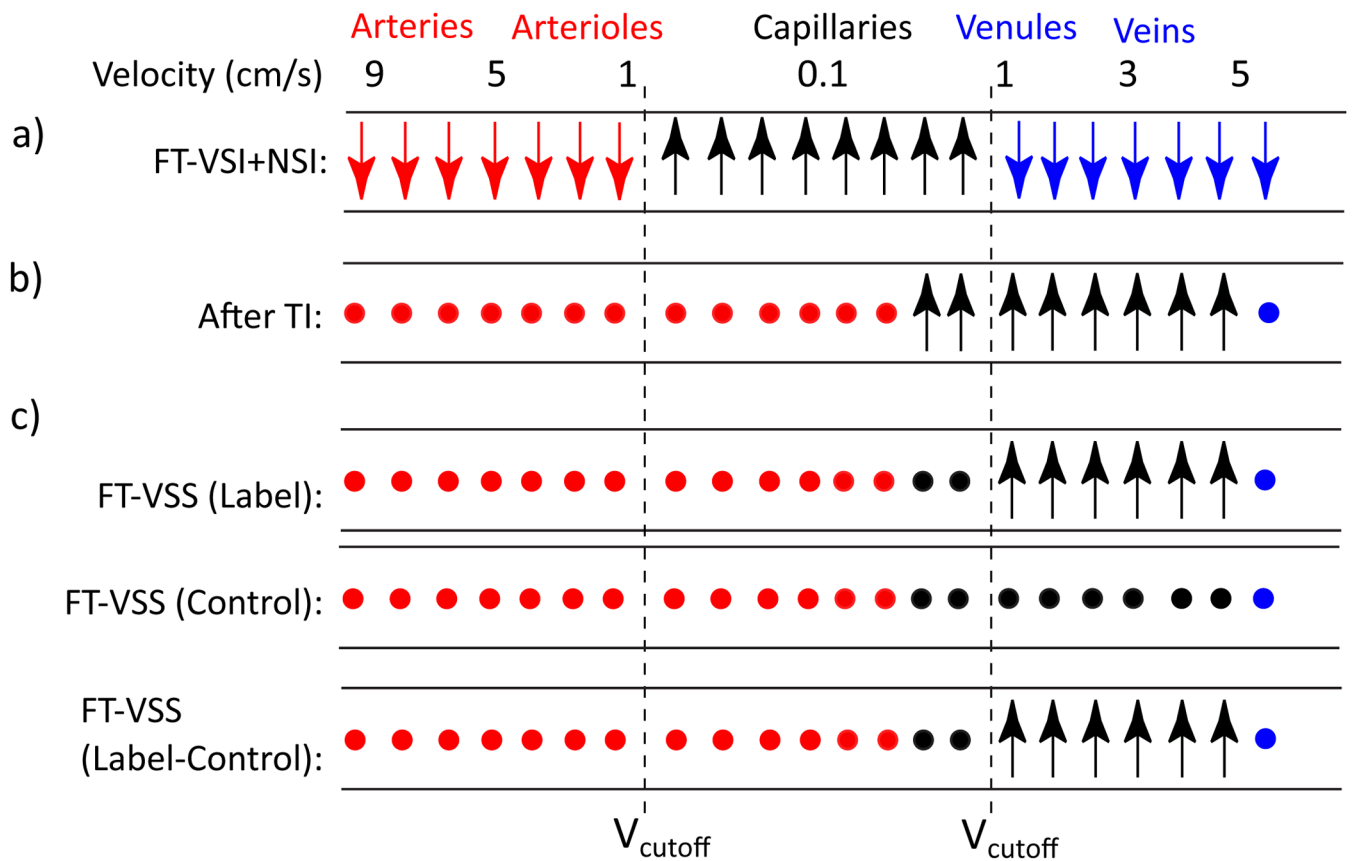 Arteries Arterioles Capillaries Venules Veins
Velocity (cm/s) 9 5 1 0.1 1 3 5
a)
FT-VSI+NSI:
b)
After TI:
c)
FT-VSS (Label):
FT-VSS (Control):
FT-VSS
(Label-Control):
Vcutoff Vcutoff